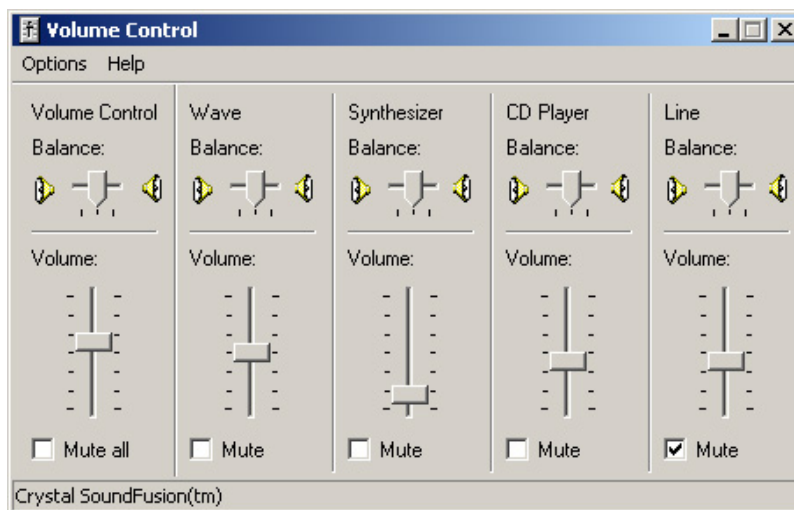 Volume Control
Options Help
Volume Control Wave Synthesizer CD Player Line
Balance: Balance: Balance: Balance: Balance:
Volume: Volume: Volume: Volume: Volume:
Mute all Mute Mute Mute Mute
Crystal SoundFusion(tm)